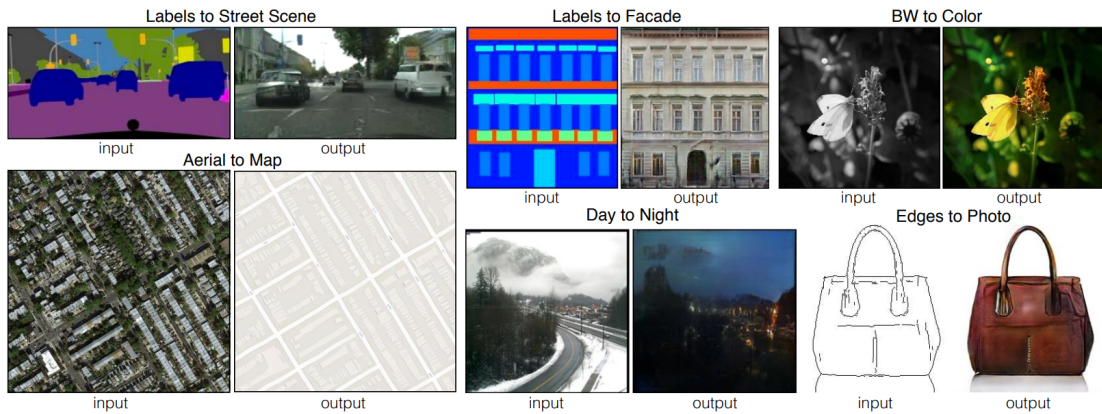 Labels to Street Scene
input
output
Aerial to Map
input
output
Labels to Facade
input
output
BW to Color
input
output
Day to Night
input
output
Edges to Photo
input
output